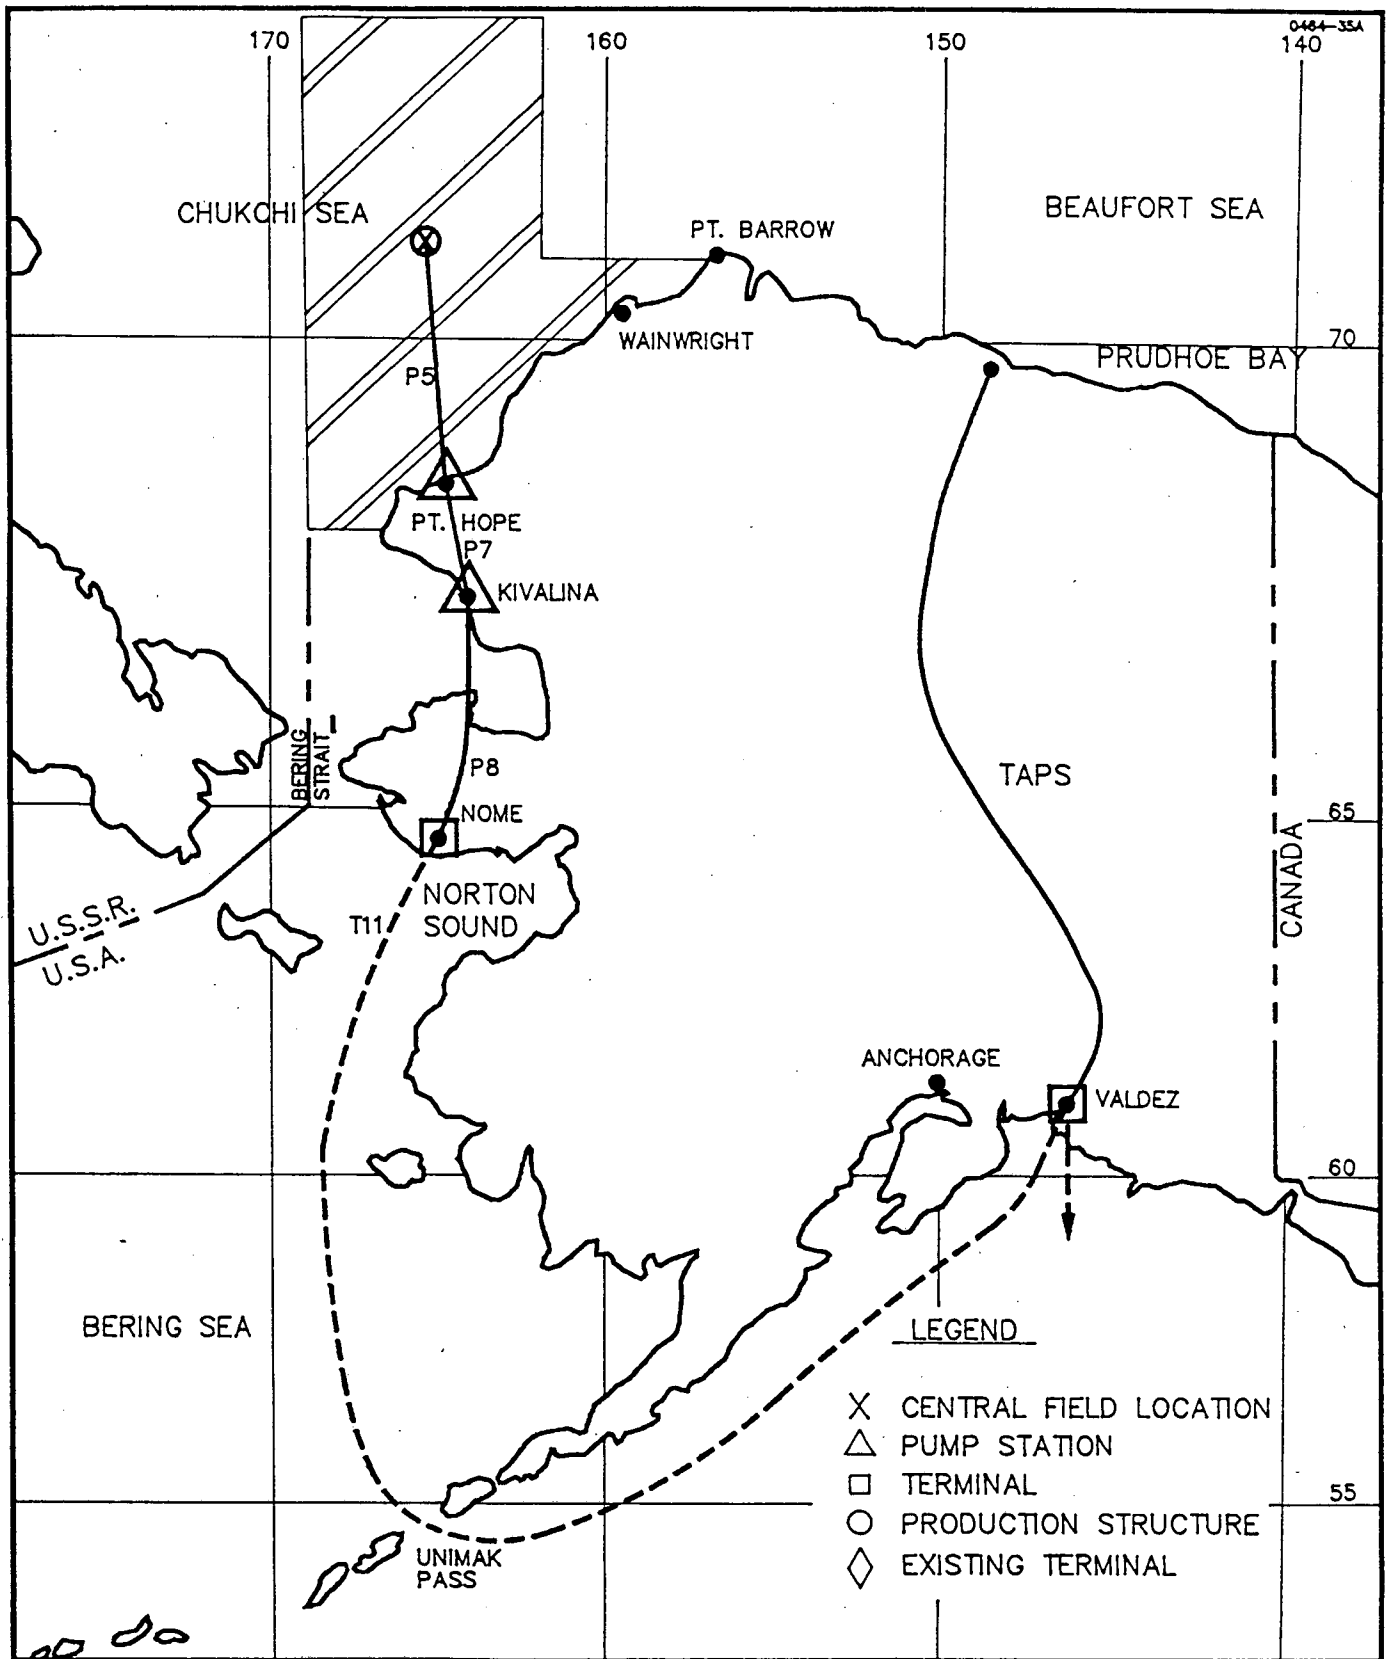 0484-35A
170
160
150
140
CHUKCHI SEA
BEAUFORT SEA
PT. BARROW
WAINWRIGHT
70
PRUDHOE BAY
P5
PT. HOPE
P7
KIVALINA
BERING
STRAIT
P8
TAPS
NOME
65
CANADA
U.S.S.R.
U.S.A.
T11
NORTON
SOUND
ANCHORAGE
VALDEZ
60
BERING SEA
LEGEND
X CENTRAL FIELD LOCATION
PUMP STATION
TERMINAL
55
PRODUCTION STRUCTURE
EXISTING TERMINAL
UNIMAK
PASS